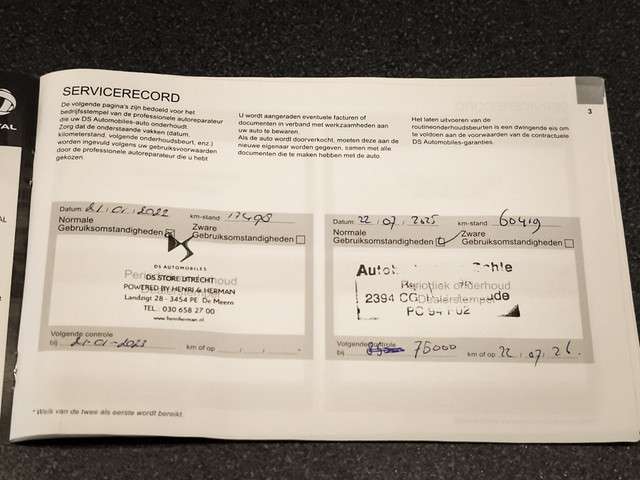 SERVICERECORD
De volgende pagina's zijn bedoeld voor het
bedrijfsstempel van de professionele autoreparateur
die uw DS Automobiles-auto onderhoudt.
Zorg dat de onderstaande vakken (datum,
kilometerstand, volgende onderhoudsbeurt, enz.)
worden ingevuld volgens uw gebruiksvoorwaarden
door de professionele autoreparateur die u hebt
gekozen.
U wordt aangeraden eventuele facturen of
documenten in verband met werkzaamheden aan
uw auto te bewaren.
Als de auto wordt doorverkocht, moeten deze aan de
nieuwe eigenaar worden gegeven, samen met alle
documenten die te maken hebben met de auto.
Het laten uitvoeren van de
routineonderhoudsbeurten is een dwingende eis om
te voldoen aan de voorwaarden van de contractuele
DS Automobiles-garanties.
3
Datum: 21.01.2022 km-stand 17498
Normale Gebruiksomstandigheden
Zware Gebruiksomstandigheden
DS AUTOMOBILES
Periodiek onderhoud
DS STORE UTRECHT
POWERED BY HENRI & HERMAN
Landzigt 28 - 3454 PE De Meern
TEL. 030 658 27 00
Volgende controle
bij 21-01-2023 km of op
Datum: 22.07.2025 km-stand 60419
Normale Gebruiksomstandigheden
Zware Gebruiksomstandigheden
Periodiek onderhoud
2394 Dealerstempel
Volgende controle
bij 75000 km of op 22.07.26.
* Welk van de twee als eerste wordt bereikt.